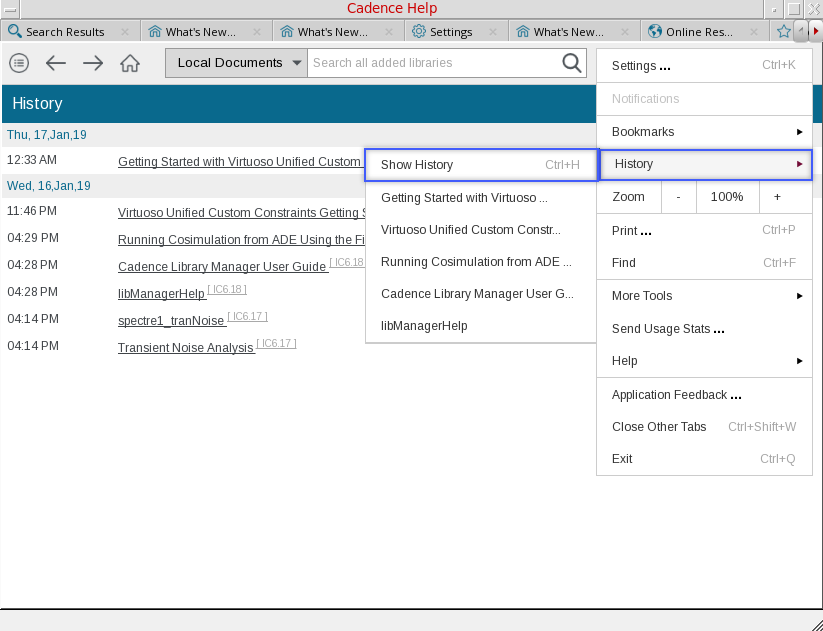 Cadence Help
Search Results
What's New...
What's New...
Settings
What's New...
Online Res...
Local Documents
Search all added libraries
Settings ...
Ctrl+K
Notifications
Bookmarks
History
Zoom
-
100%
+
Print ...
Ctrl+P
Find
Ctrl+F
More Tools
Send Usage Stats ...
Help
Application Feedback ...
Close Other Tabs
Ctrl+Shift+W
Exit
Ctrl+Q
Show History
Ctrl+H
Getting Started with Virtuoso ...
Virtuoso Unified Custom Constr...
Running Cosimulation from ADE ...
Cadence Library Manager User G...
libManagerHelp
History
Thu, 17,Jan,19
12:33 AM
Getting Started with Virtuoso Unified Custom
Wed, 16,Jan,19
11:46 PM
Virtuoso Unified Custom Constraints Getting S
04:29 PM
Running Cosimulation from ADE Using the Fi
04:28 PM
Cadence Library Manager User Guide [ IC6.18
04:28 PM
libManagerHelp [ IC6.18 ]
04:14 PM
spectre1_tranNoise [ IC6.17 ]
04:14 PM
Transient Noise Analysis [ IC6.17 ]